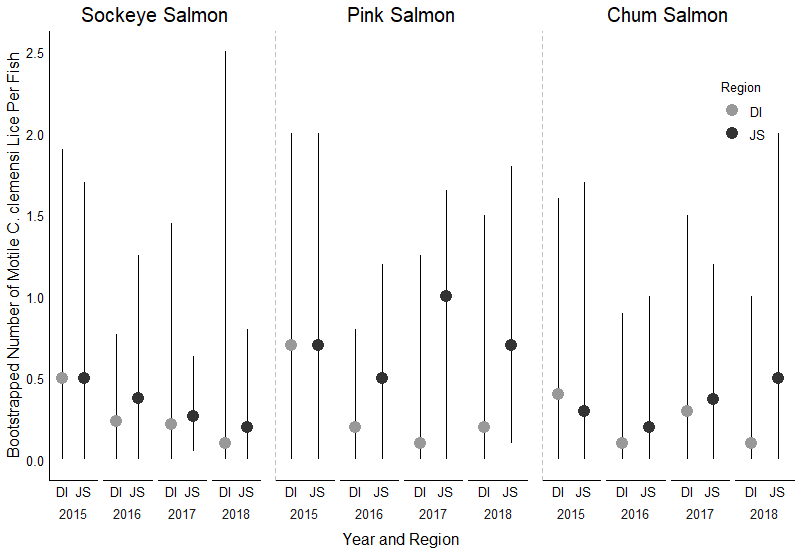 Sockeye Salmon Pink Salmon Chum Salmon
Bootstrapped Number of Motile C. clemensi Lice Per Fish
2.5
2.0
1.5
1.0
0.5
0.0
Region
DI
JS
DI JS DI JS DI JS DI JS DI JS DI JS DI JS DI JS DI JS DI JS DI JS DI JS
2015 2016 2017 2018 2015 2016 2017 2018 2015 2016 2017 2018
Year and Region